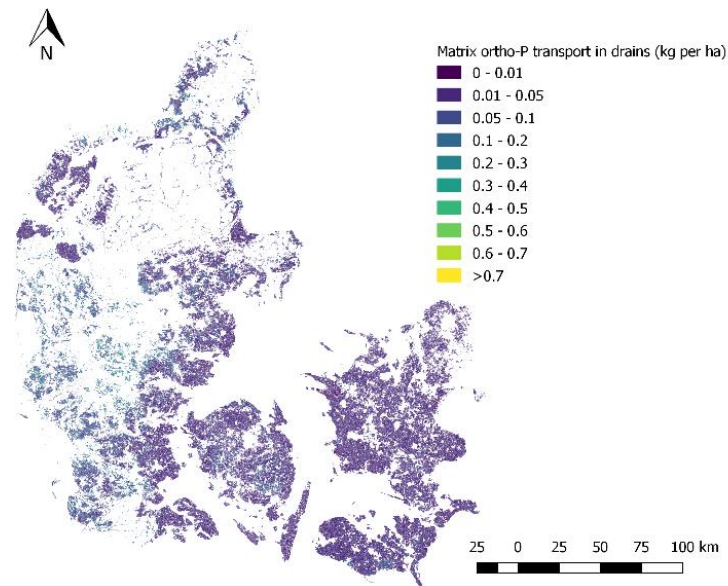 N
Matrix ortho-P transport in drains (kg per ha)
0 - 0.01
0.01 - 0.05
0.05 - 0.1
0.1 - 0.2
0.2 - 0.3
0.3 - 0.4
0.4 - 0.5
0.5 - 0.6
0.6 - 0.7
>0.7
25 0 25 50 75 100 km